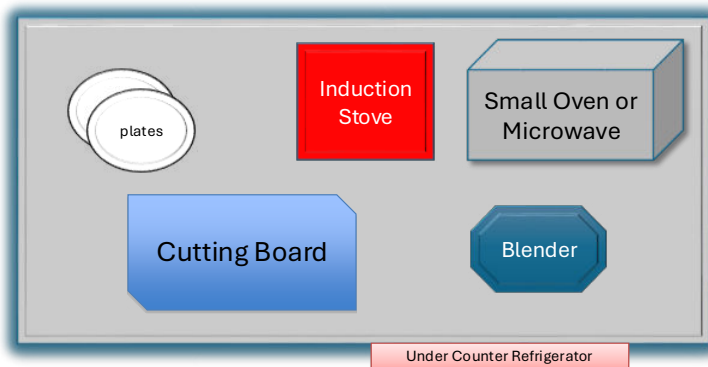 plates
Induction
Stove
Small Oven or
Microwave
Cutting Board
Blender
Under Counter Refrigerator